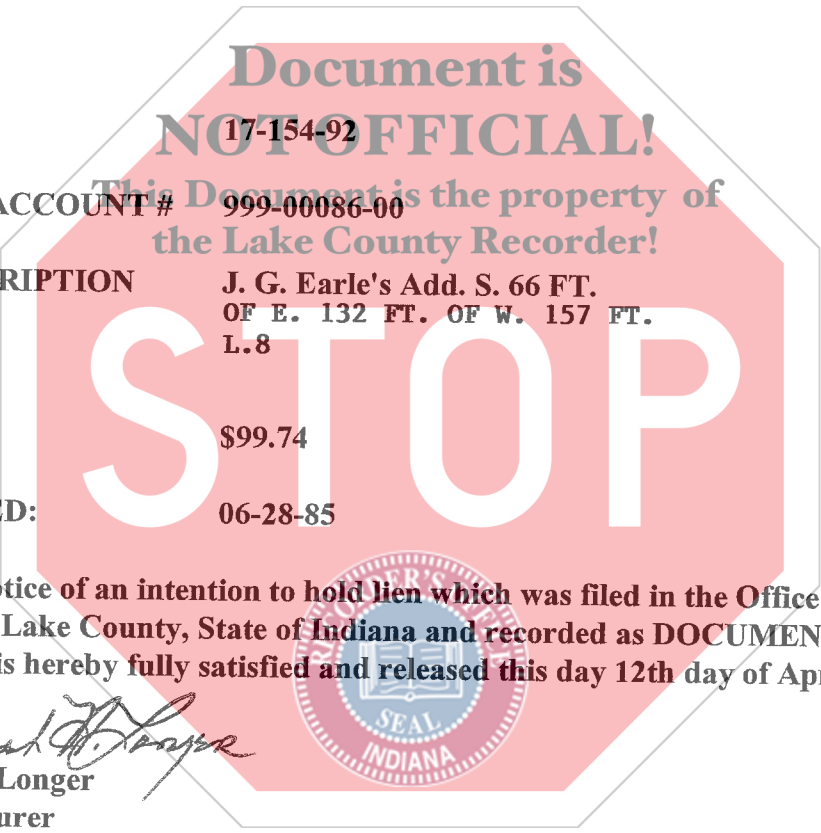 Document is
NOT OFFICIAL!
17-154-92
This Document is the property of
ACCOUNT # 999-00086-00
the Lake County Recorder!
RIPTION J. G. Earle's Add. S. 66 FT.
OF E. 132 FT. OF W. 157 FT.
L.8
STOP
$99.74
ED: 06-28-85
tice of an intention to hold lien which was filed in the Office
Lake County, State of Indiana and recorded as DOCUMEN
is hereby fully satisfied and released this day 12th day of Ap
SEAL
INDIANA
H. Longer
Longer
urer